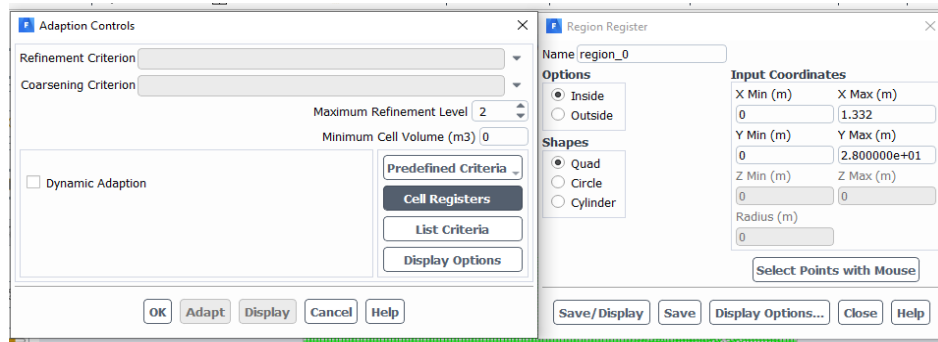 Adaption Controls
Refinement Criterion
Coarsening Criterion
Maximum Refinement Level 2
Minimum Cell Volume (m3) 0
Dynamic Adaption
Predefined Criteria
Cell Registers
List Criteria
Display Options
OK Adapt Display Cancel Help
Region Register
Name region_0
Options
Inside
Outside
Shapes
Quad
Circle
Cylinder
Input Coordinates
X Min (m) X Max (m)
0 1.332
Y Min (m) Y Max (m)
0 2.800000e+01
Z Min (m) Z Max (m)
0 0
Radius (m)
0
Select Points with Mouse
Save/Display Save Display Options... Close Help